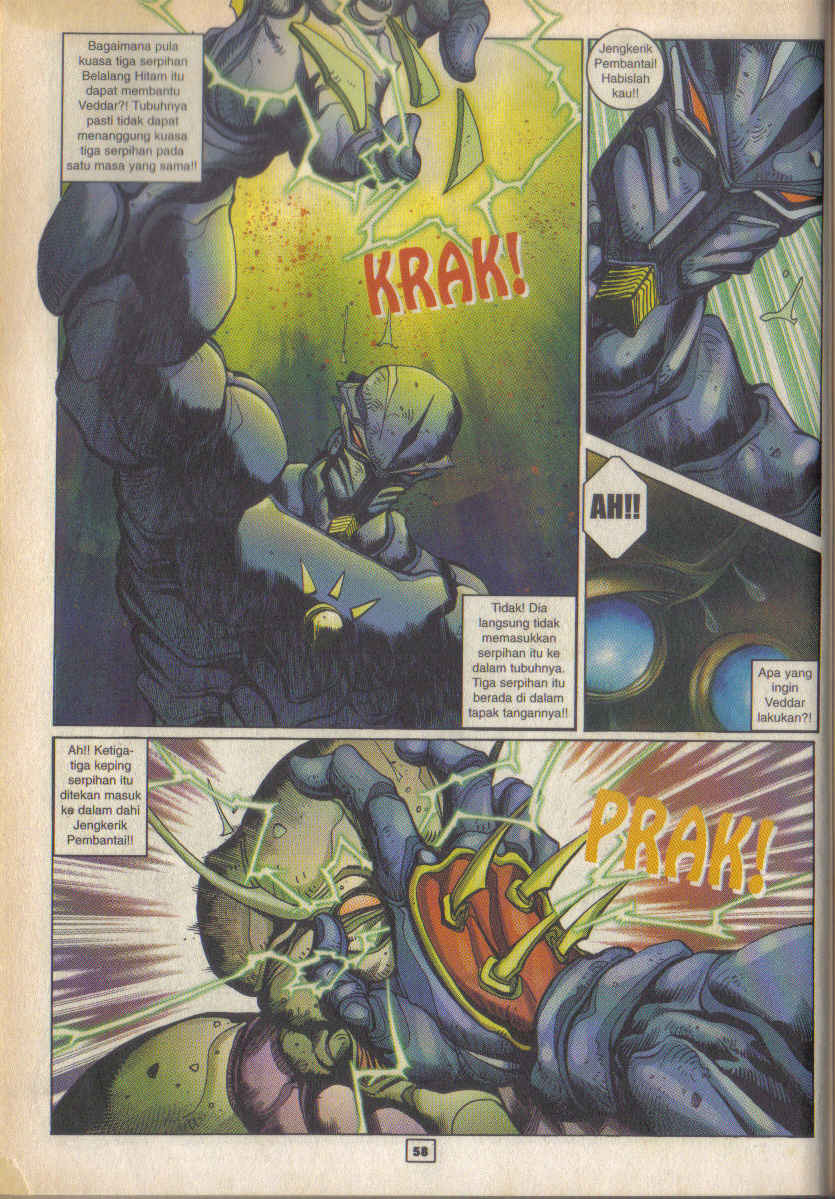 Bagaimana pula
kuasa tiga serpihan
Belalang Hitam itu
dapat membantu
Veddar?! Tubuhnya
pasti tidak dapat
menanggung kuasa
tiga serpihan pada
satu masa yang sama!!
Jengkerik
Pembantai!
Habislah
kau!!
KRAK!
AH!!
Tidak! Dia
langsung tidak
memasukkan
serpihan itu ke
dalam tubuhnya.
Tiga serpihan itu
berada di dalam
tapak tangannya!!
Apa yang
ingin
Veddar
lakukan?!
Ah!! Ketiga-
tiga keping
serpihan itu
ditekan masuk
ke dalam dahi
Jengkerik
Pembantai!!
PRAK!
58